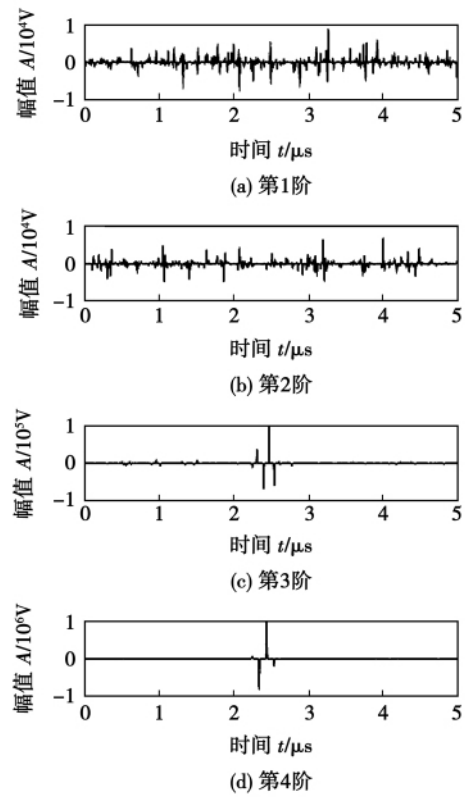 幅值 A/10⁴V
1
0
−1
0 1 2 3 4 5
时间 t/μs
(a) 第1阶
幅值 A/10⁴V
1
0
−1
0 1 2 3 4 5
时间 t/μs
(b) 第2阶
幅值 A/10⁵V
1
0
−1
0 1 2 3 4 5
时间 t/μs
(c) 第3阶
幅值 A/10⁶V
1
0
−1
0 1 2 3 4 5
时间 t/μs
(d) 第4阶